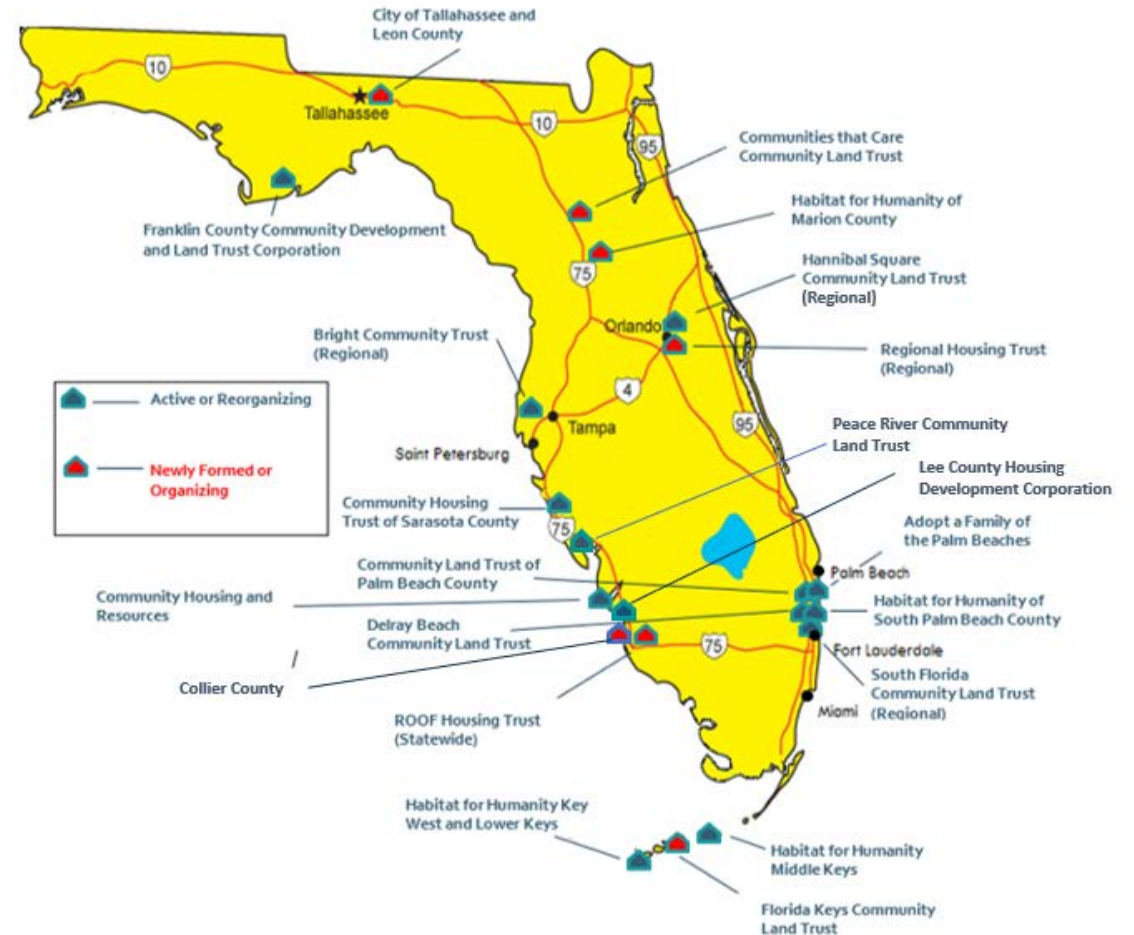 City of Tallahassee and
Leon County
10
Tallahassee
10
95
Communities that Care
Community Land Trust
Franklin County Community Development
and Land Trust Corporation
Habitat for Humanity of
Marion County
75
Hannibal Square
Community Land Trust
(Regional)
Orlando
Bright Community Trust
(Regional)
Regional Housing Trust
(Regional)
Active or Reorganizing
Newly Formed or
Organizing
4
95
Tampa
Saint Petersburg
Peace River Community
Land Trust
Lee County Housing
Development Corporation
Community Housing
Trust of Sarasota County
75
Adopt a Family of
the Palm Beaches
Community Land Trust of
Palm Beach County
Palm Beach
Community Housing and
Resources
Habitat for Humanity of
South Palm Beach County
Delray Beach
Community Land Trust
75
Fort Lauderdale
Collier County
South Florida
Community Land Trust
(Regional)
Miami
ROOF Housing Trust
(Statewide)
Habitat for Humanity Key
West and Lower Keys
Habitat for Humanity
Middle Keys
Florida Keys Community
Land Trust